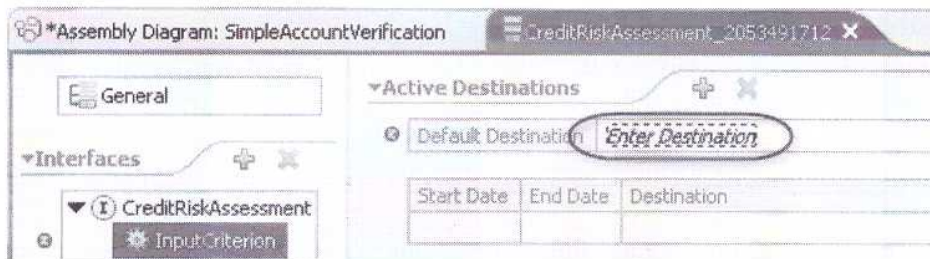 *Assembly Diagram: SimpleAccountVerification
CreditRiskAssessment_2053491712
General
Active Destinations
Default Destination Enter Destination
Interfaces
Start Date End Date Destination
CreditRiskAssessment
InputCriterion